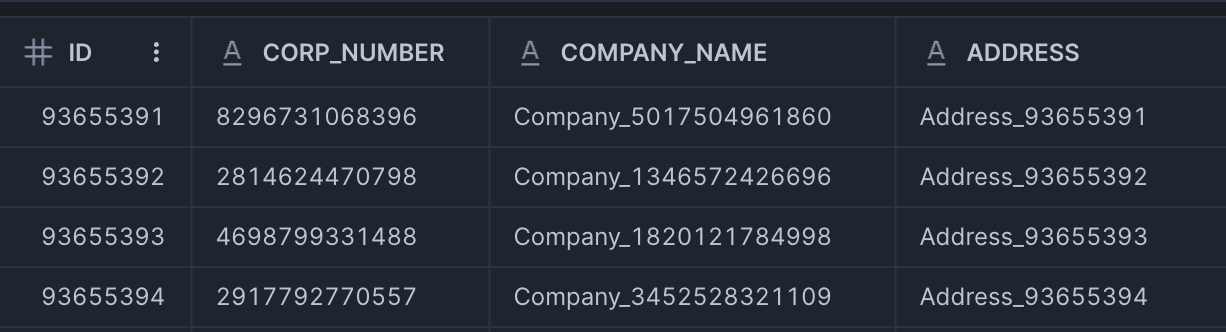 ID CORP_NUMBER COMPANY_NAME ADDRESS
93655391 8296731068396 Company_5017504961860 Address_93655391
93655392 2814624470798 Company_1346572426696 Address_93655392
93655393 4698799331488 Company_1820121784998 Address_93655393
93655394 2917792770557 Company_3452528321109 Address_93655394